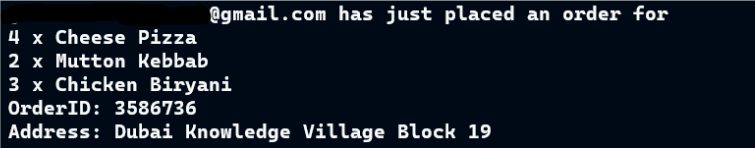 @gmail.com has just placed an order for
4 x Cheese Pizza
2 x Mutton Kebbab
3 x Chicken Biryani
OrderID: 3586736
Address: Dubai Knowledge Village Block 19